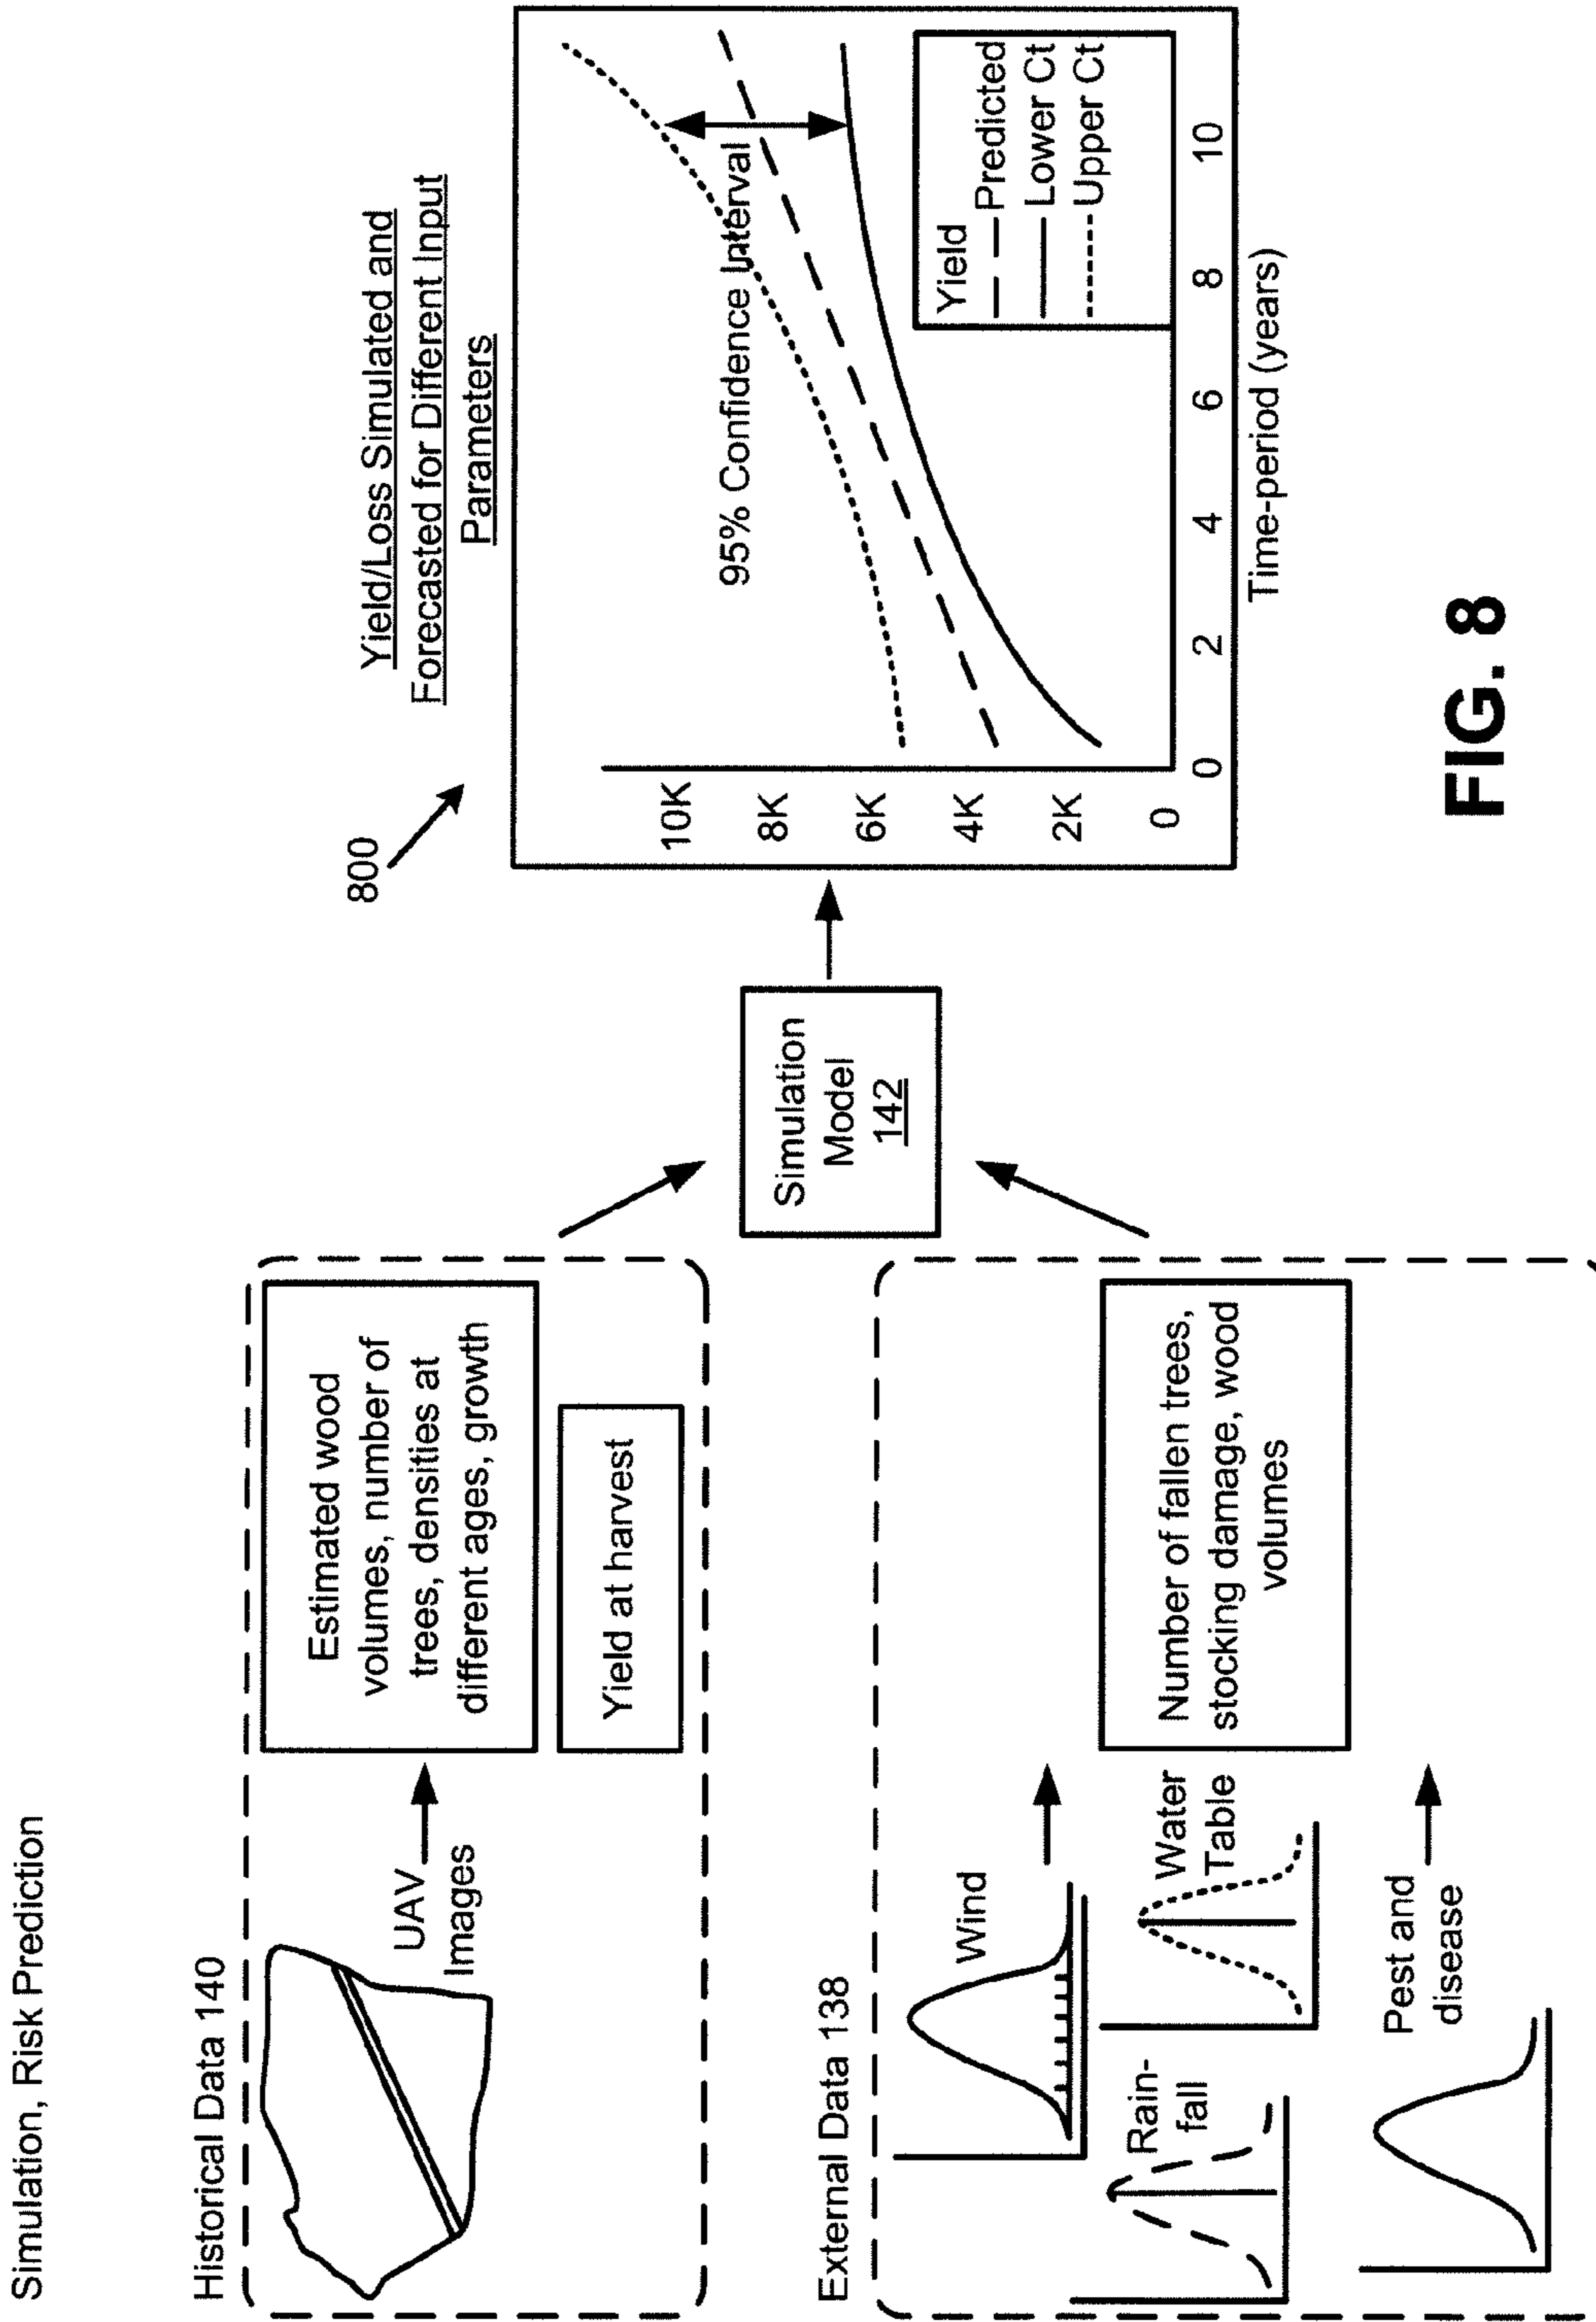 Simulation, Risk Prediction
Historical Data 140
UAV
Images
Estimated wood
volumes, number of
trees, densities at
different ages, growth
Yield at harvest
External Data 138
Wind
Rain-
fall
Water
Table
Pest and
disease
Number of fallen trees,
stocking damage, wood
volumes
Simulation
Model
142
800
Yield/Loss Simulated and
Forecasted for Different Input
Parameters
10K
8K
6K
4K
2K
0
95% Confidence Interval
Yield
Predicted
Lower Ct
Upper Ct
0 2 4 6 8 10
Time-period (years)
FIG. 8